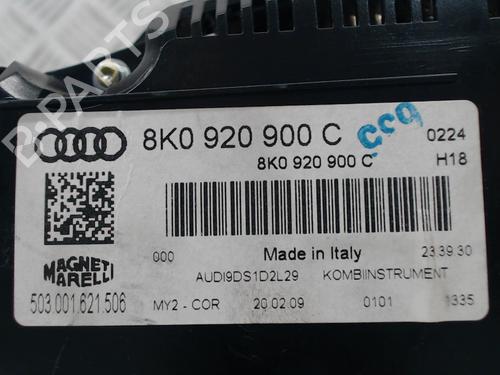 B-PARTS
8K0 920 900 C
CCQ
0224
8K0 920 900 C
H18
000
Made in Italy
23 39 30
MAGNETI
MARELLI
AUDI9DS1D2L29
KOMBIINSTRUMENT
503.001.621.506
MY2 - COR
20.02.09
0101
1335